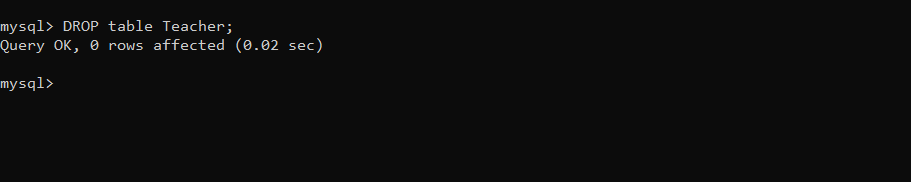 mysql> DROP table Teacher;
Query OK, 0 rows affected (0.02 sec)
mysql>